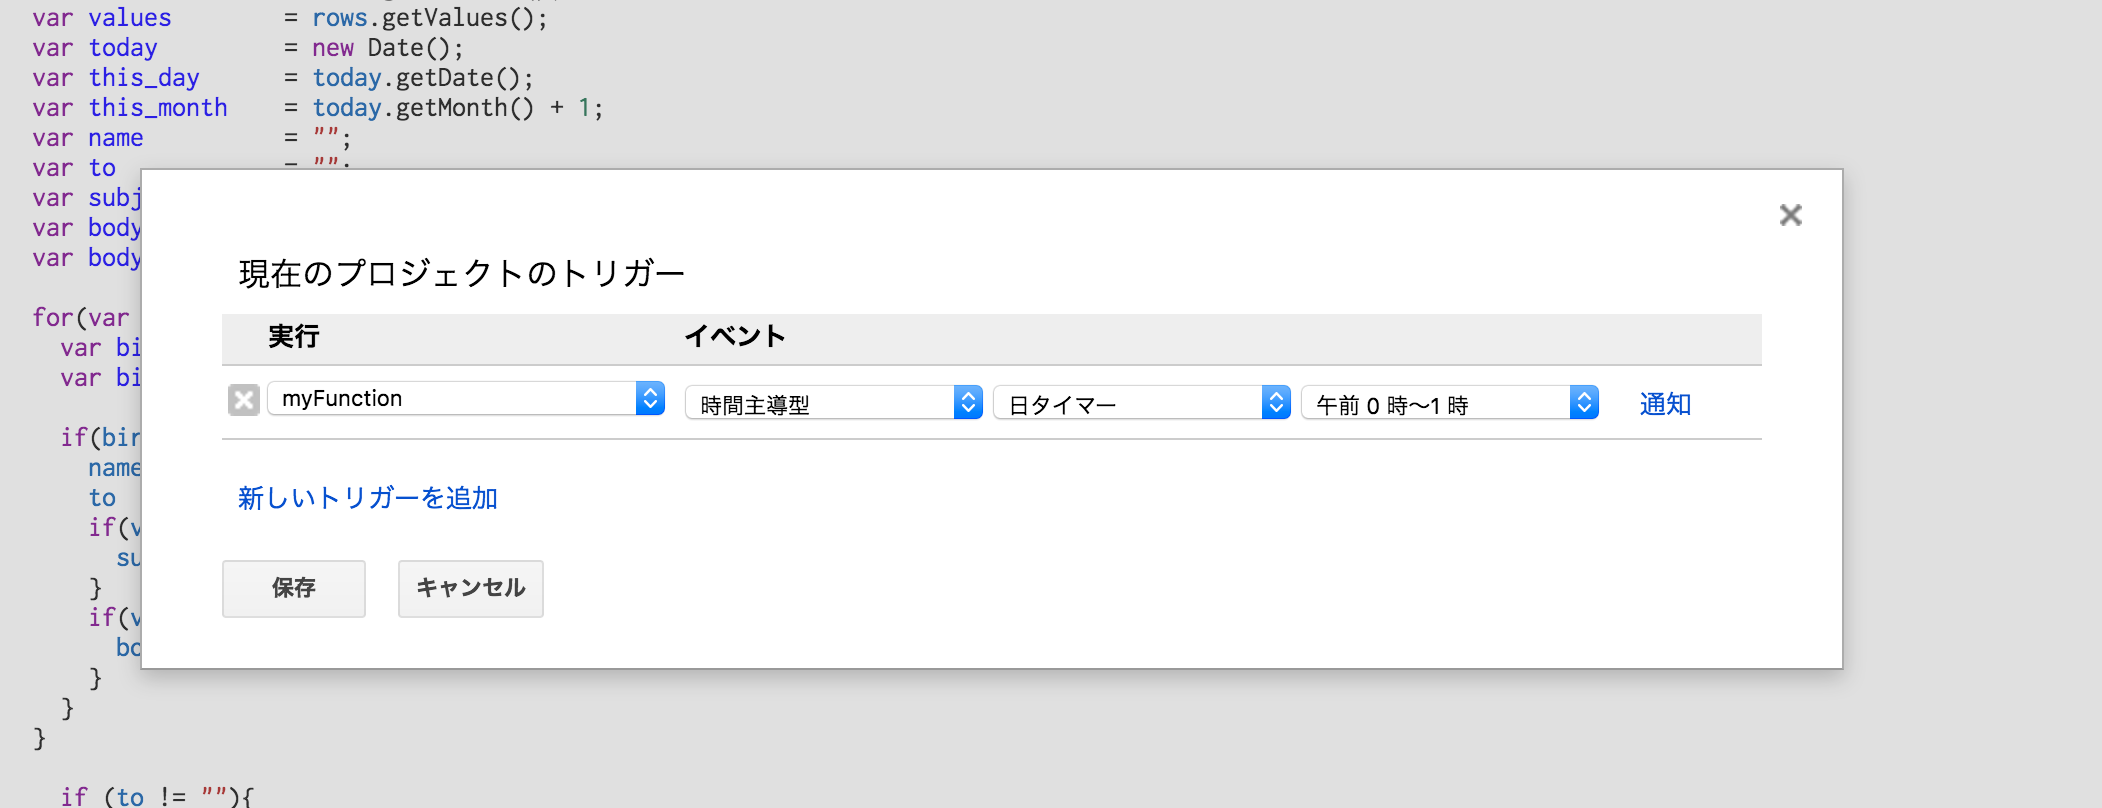 var values = rows.getValues();
var today = new Date();
var this_day = today.getDate();
var this_month = today.getMonth() + 1;
var name = "";
var to = "";
var subj
var body
var body
現在のプロジェクトのトリガー
for(var
実行 イベント
var bi
var bi
myFunction 時間主導型 日タイマー 午前 0 時〜1 時 通知
if(bir
name
新しいトリガーを追加
to
if(v
su
保存 キャンセル
}
if(v
bo
}
}
}
if (to != ""){